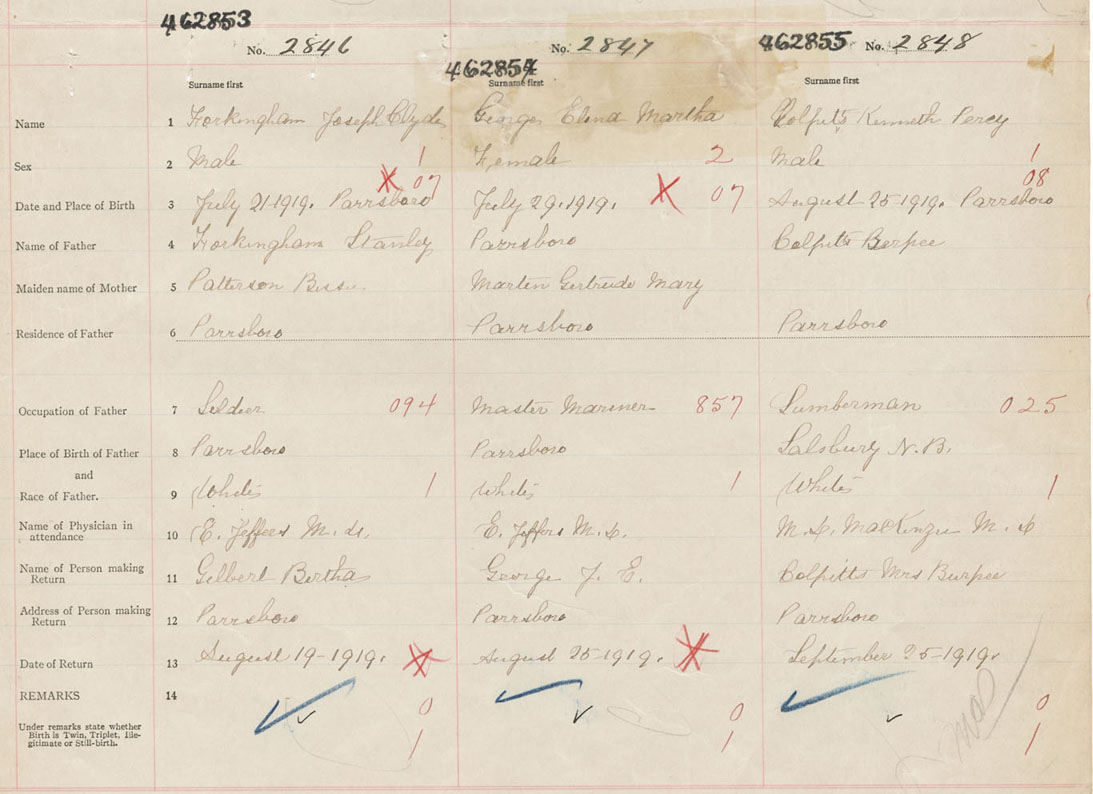 462853
No. 2846
No. 2847
462855 No. 2848
462854
Surname first
Surname first
Surname first
Name 1 Forkingham Joseph Clyde George Martha Colpitts Kenneth Percy
Sex 2 Male 1 Female 2 Male 1
07 08
Date and Place of Birth 3 July 21-1919. Parrsboro July 29.1919. 07 August 25-1919. Parrsboro
Name of Father 4 Forkingham Stanley Parrsboro Colpitts Burpee
Maiden name of Mother 5 Patterson Marten Gertrude Mary
Residence of Father 6 Parrsboro Parrsboro Parrsboro
Occupation of Father 7 Soldier 094 Master Mariner 857 Lumberman 025
Place of Birth of Father 8 Parrsboro Parrsboro Salsbury N.B.
and
Race of Father. 9 White 1 White 1 White 1
Name of Physician in
attendance 10 E. Jeffers M.D. E. Jeffers M.D. M.D. MacKenzie M.D
Name of Person making
Return 11 Gilbert Bertha George J. E. Colpitts Mrs Burpee
Address of Person making
Return 12 Parrsboro Parrsboro Parrsboro
Date of Return 13 August 19-1919. August 25-1919. September 25-1919.
REMARKS 14
0 0 0
Under remarks state whether
Birth is Twin, Triplet, Ille-
gitimate or Still-birth.
1 1 1